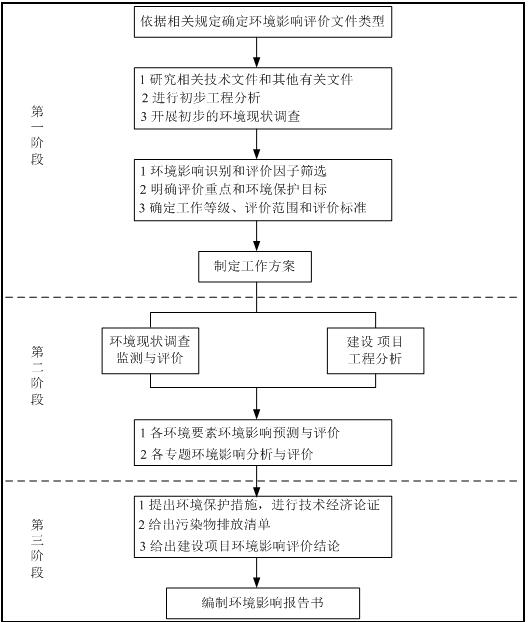 依据相关规定确定环境影响评价文件类型
第一阶段
1 研究相关技术文件和其他有关文件
2 进行初步工程分析
3 开展初步的环境现状调查
1 环境影响识别和评价因子筛选
2 明确评价重点和环境保护目标
3 确定工作等级、评价范围和评价标准
制定工作方案
第二阶段
环境现状调查
监测与评价
建设 项目
工程分析
1 各环境要素环境影响预测与评价
2 各专题环境影响分析与评价
第三阶段
1 提出环境保护措施，进行技术经济论证
2 给出污染物排放清单
3 给出建设项目环境影响评价结论
编制环境影响报告书